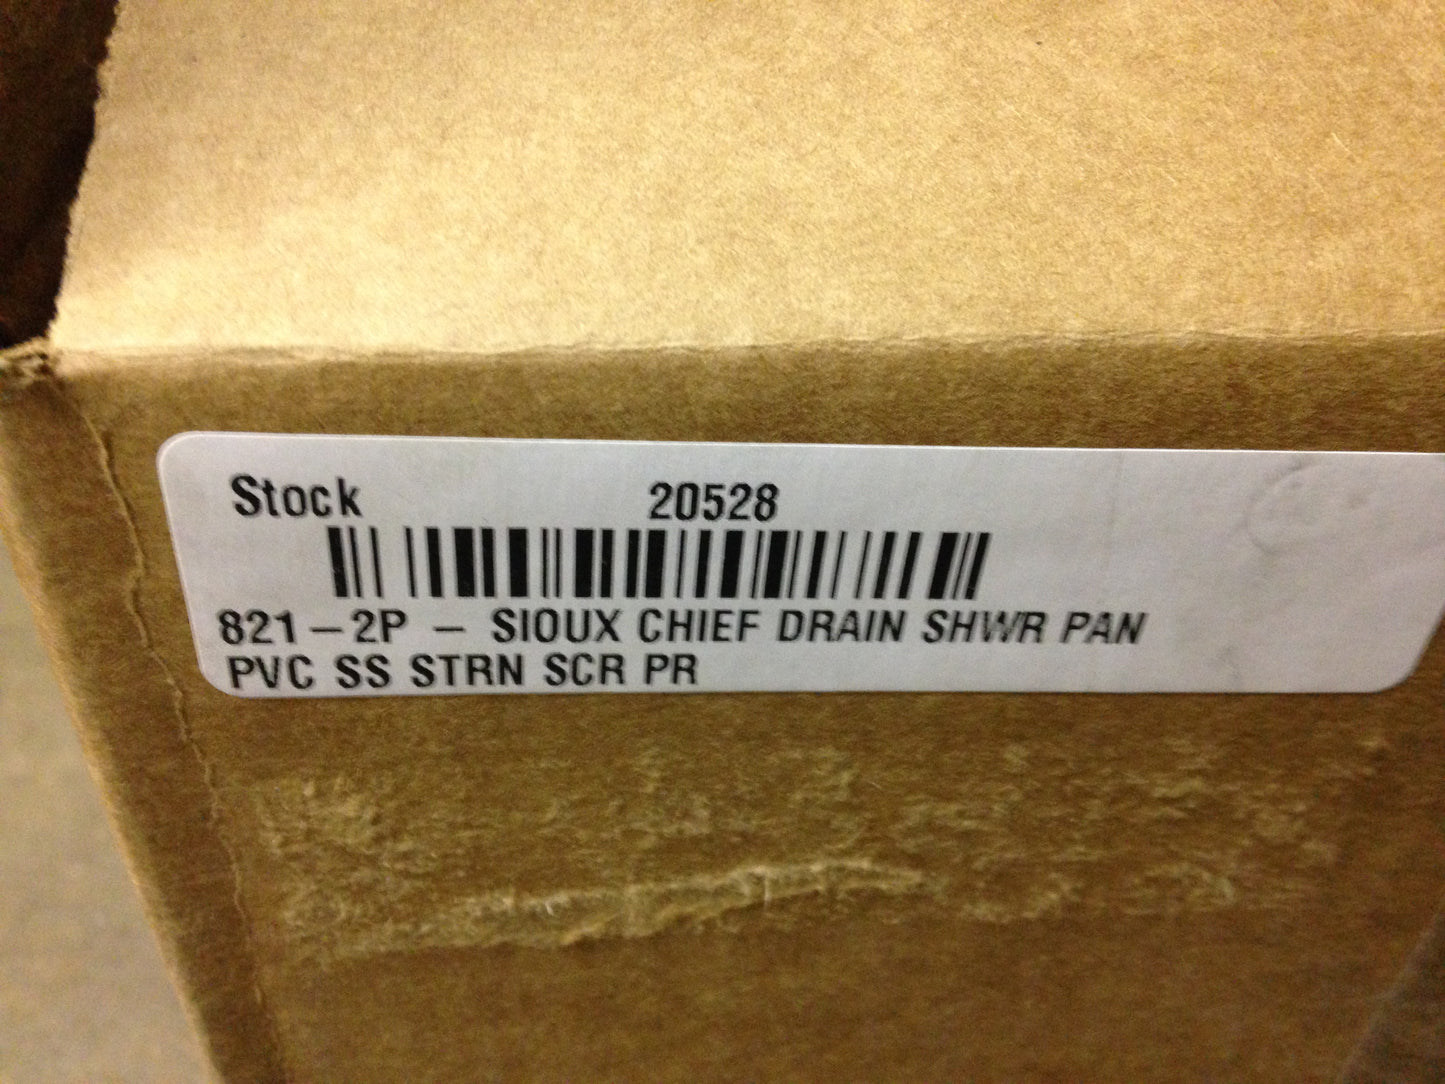 Stock 20528
821-2P - SIOUX CHIEF DRAIN SHWR PAN
PVC SS STRN SCR PR